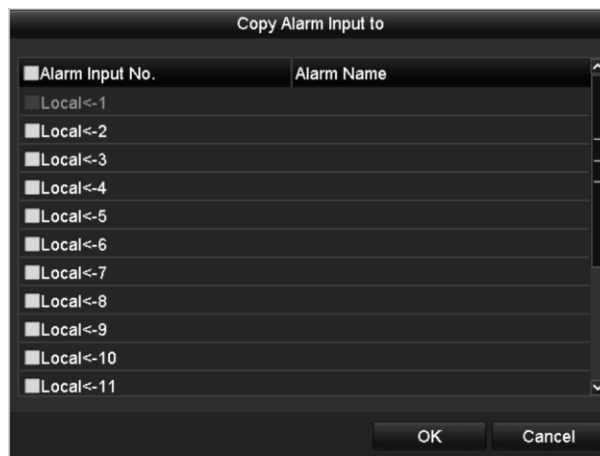 Copy Alarm Input to
Alarm Input No. Alarm Name
Local<-1
Local<-2
Local<-3
Local<-4
Local<-5
Local<-6
Local<-7
Local<-8
Local<-9
Local<-10
Local<-11
OK Cancel